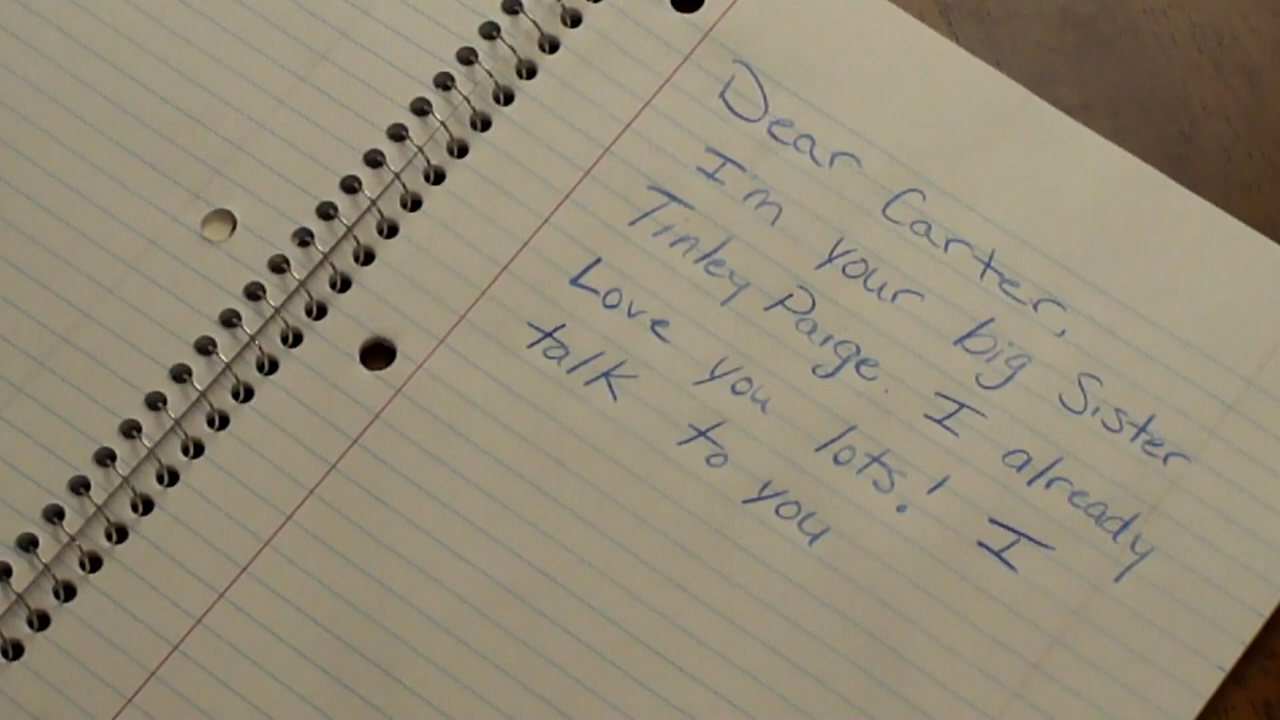 Dear Carter,
I'm your big Sister
Tinley Paige. I already
Love you lots! I
talk to you